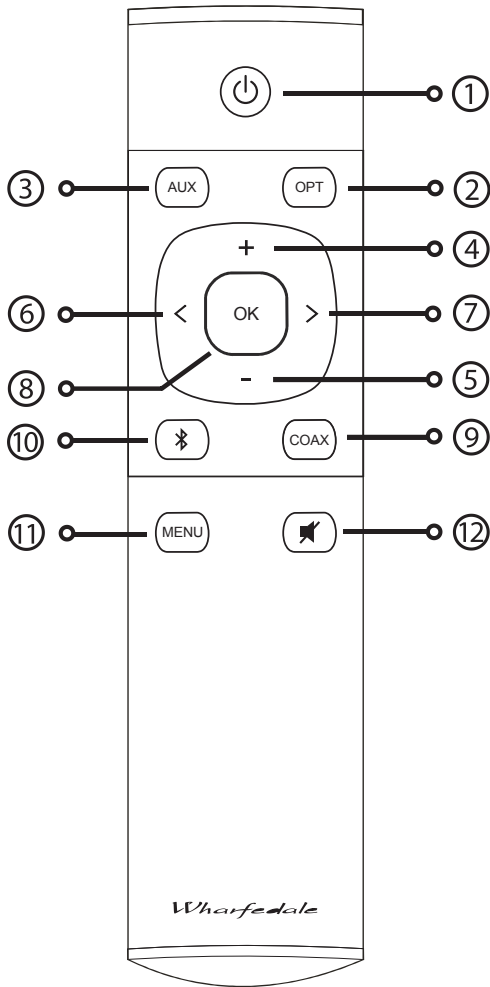 ①
③ AUX OPT ②
+ ④
⑥ < OK > ⑦
⑧ - ⑤
⑩ COAX ⑨
⑪ MENU ⑫
Wharfedale